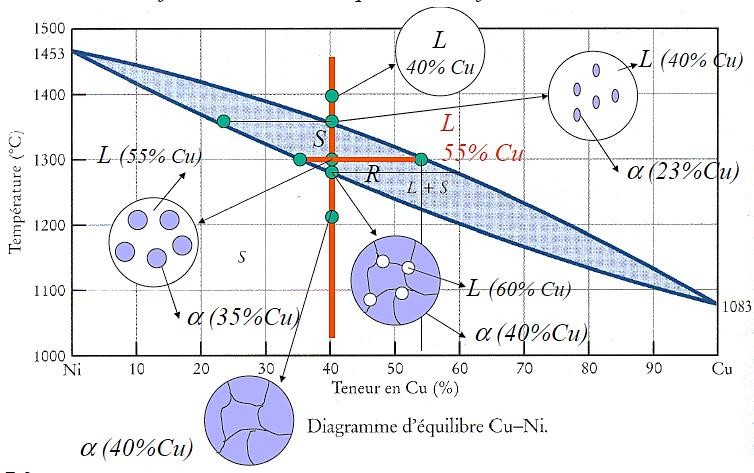 1500
1453
1400
1300
1200
1100
1000
Température (°C)
L
40% Cu
L (40% Cu)
α (23%Cu)
L
55% Cu
S
R
L + S
L (55% Cu)
S
α (35%Cu)
L (60% Cu)
α (40%Cu)
1083
Ni
10
20
30
40
50
60
70
80
90
Cu
Teneur en Cu (%)
Diagramme d'équilibre Cu–Ni.
α (40%Cu)